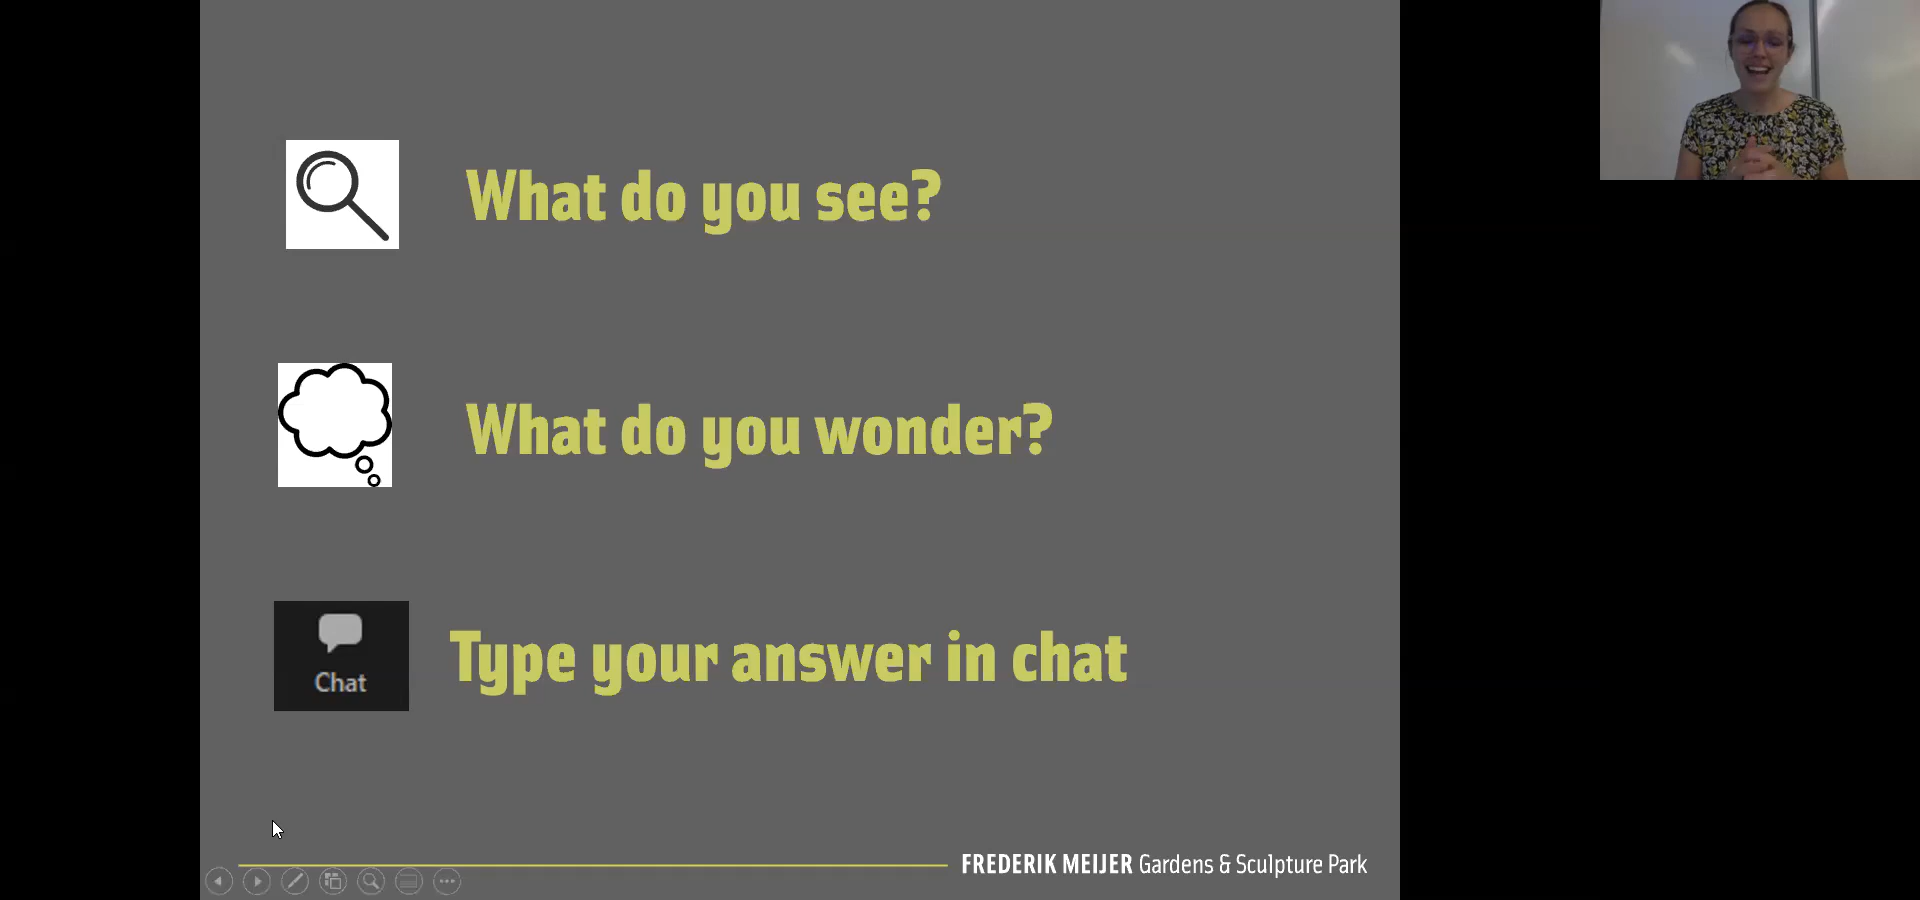 What do you see?
What do you wonder?
Chat
Type your answer in chat
FREDERIK MEIJER Gardens & Sculpture Park